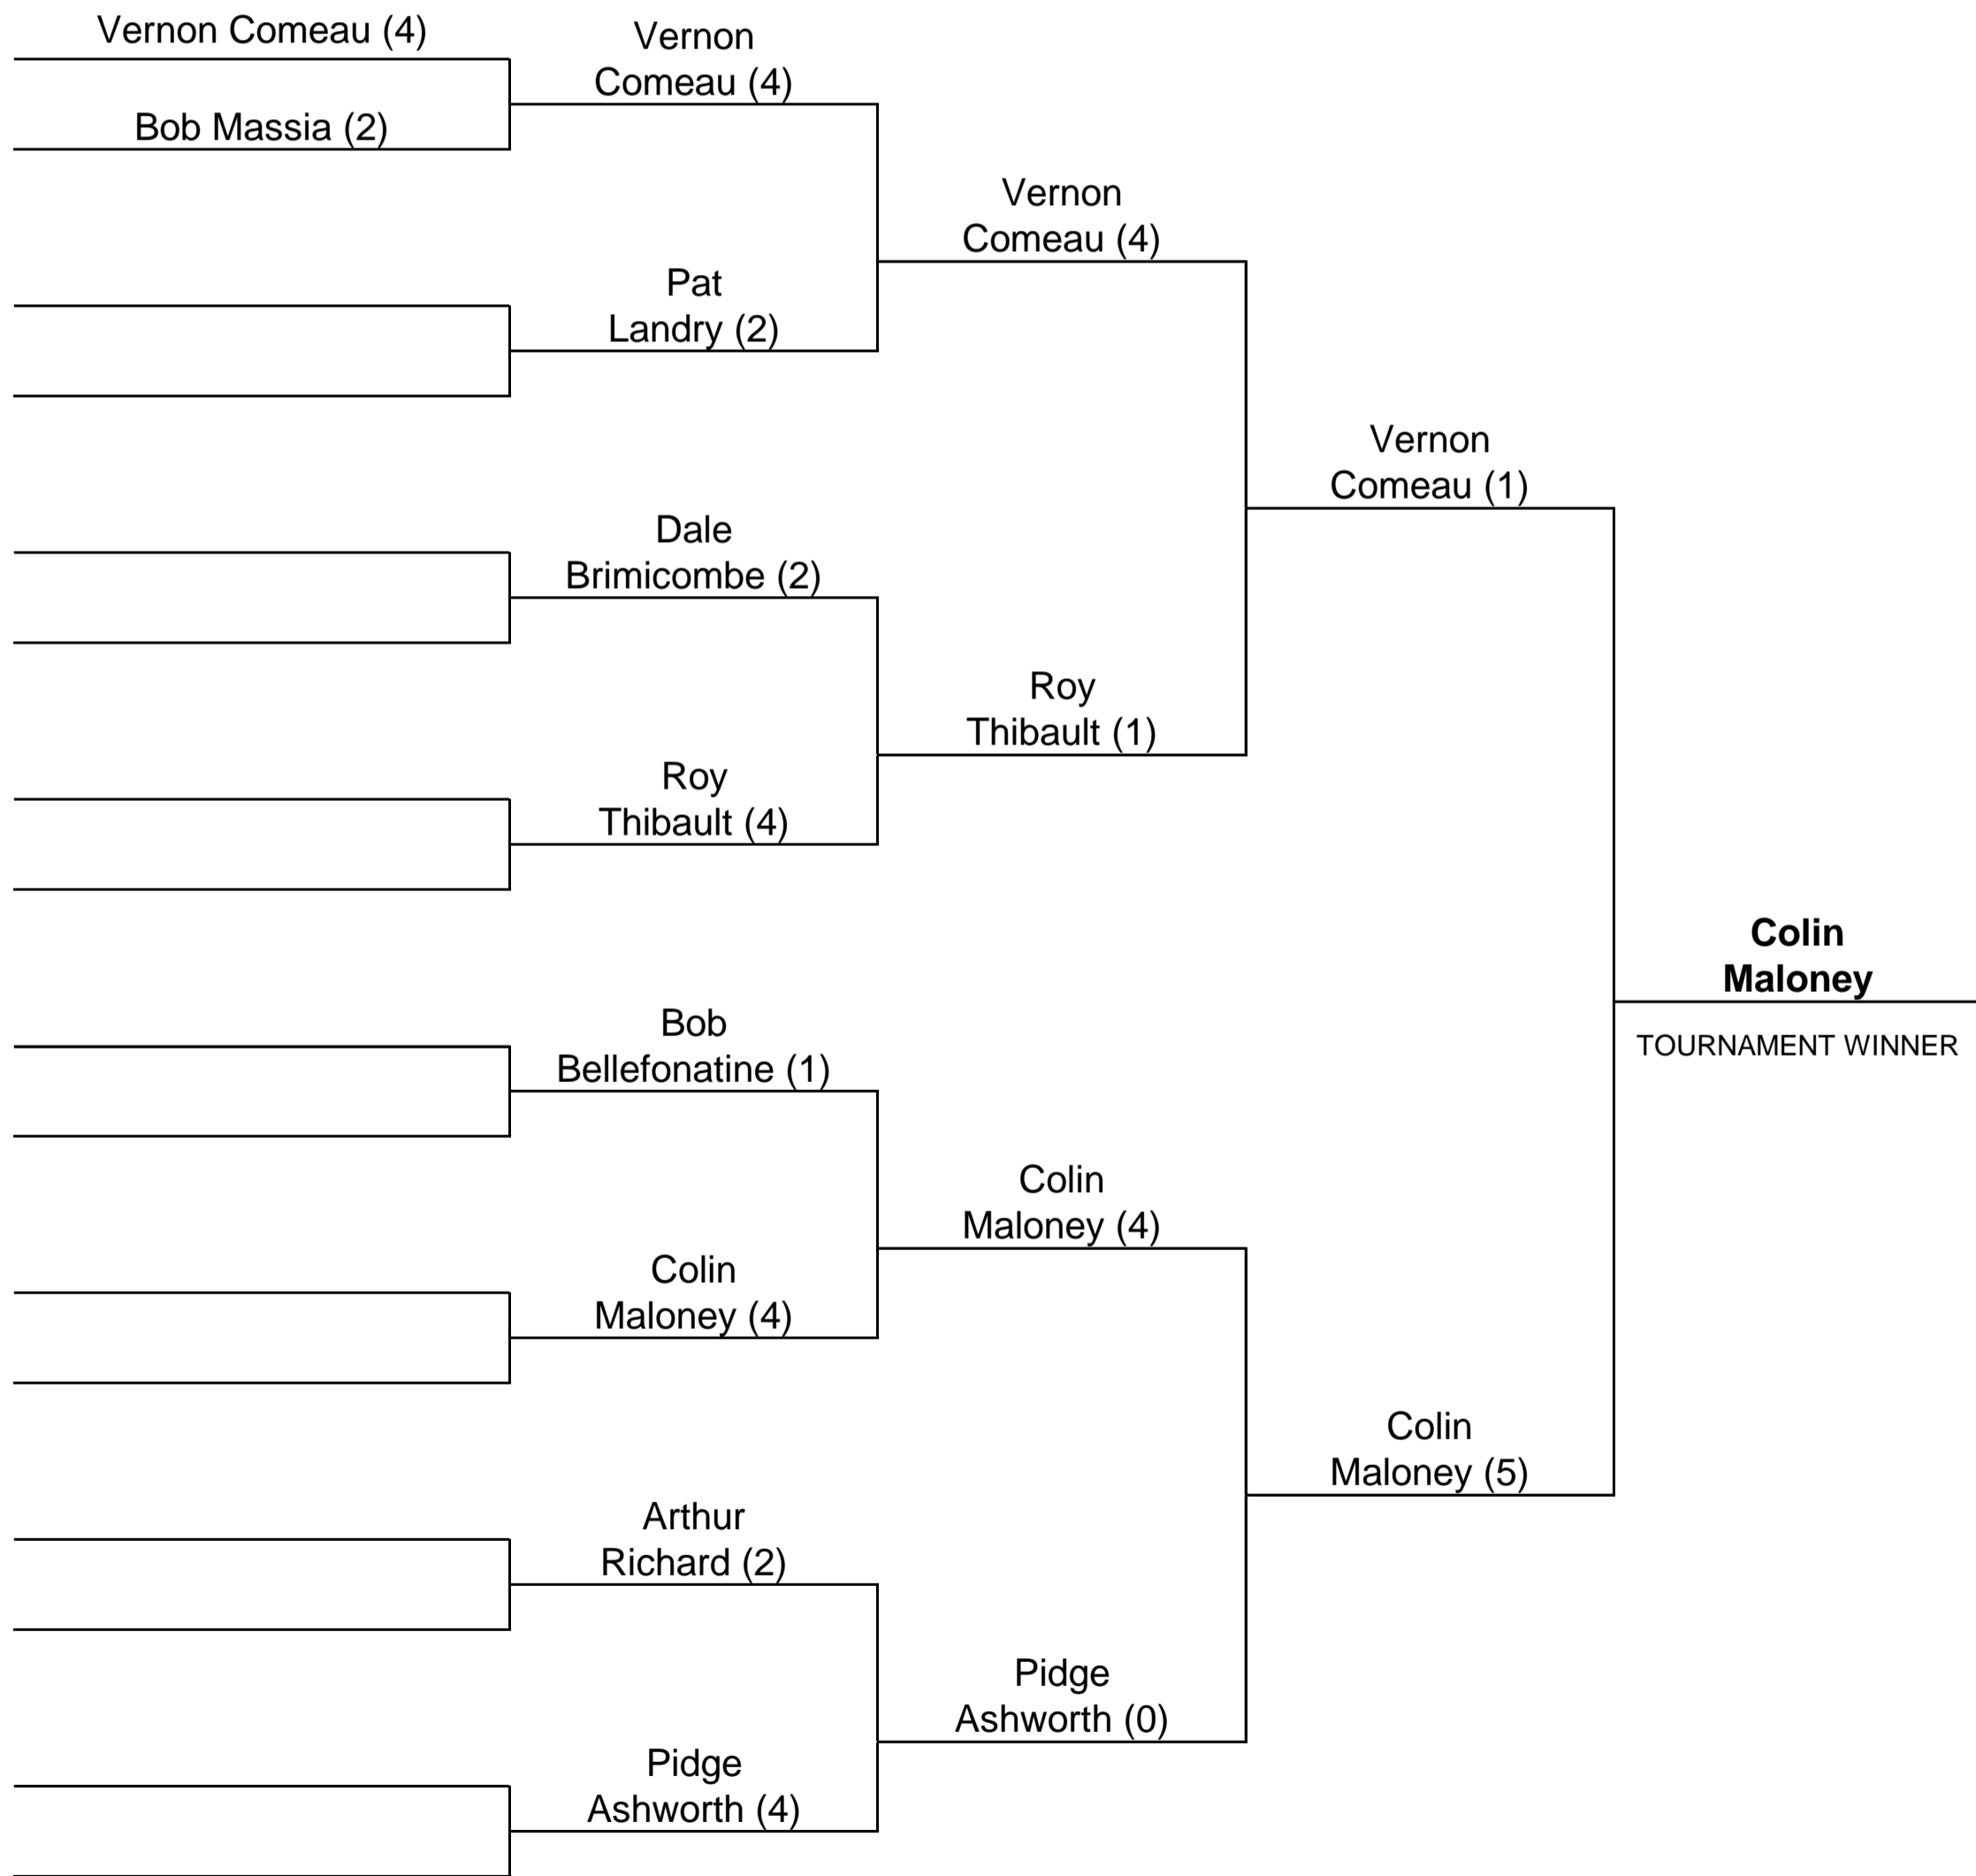 Vernon Comeau (4)
Bob Massia (2)
Vernon
Comeau (4)
Pat
Landry (2)
Dale
Brimicombe (2)
Roy
Thibault (4)
Bob
Bellefonatine (1)
Colin
Maloney (4)
Arthur
Richard (2)
Pidge
Ashworth (4)
Vernon
Comeau (4)
Roy
Thibault (1)
Colin
Maloney (4)
Pidge
Ashworth (0)
Vernon
Comeau (1)
Colin
Maloney (5)
Colin
Maloney
TOURNAMENT WINNER